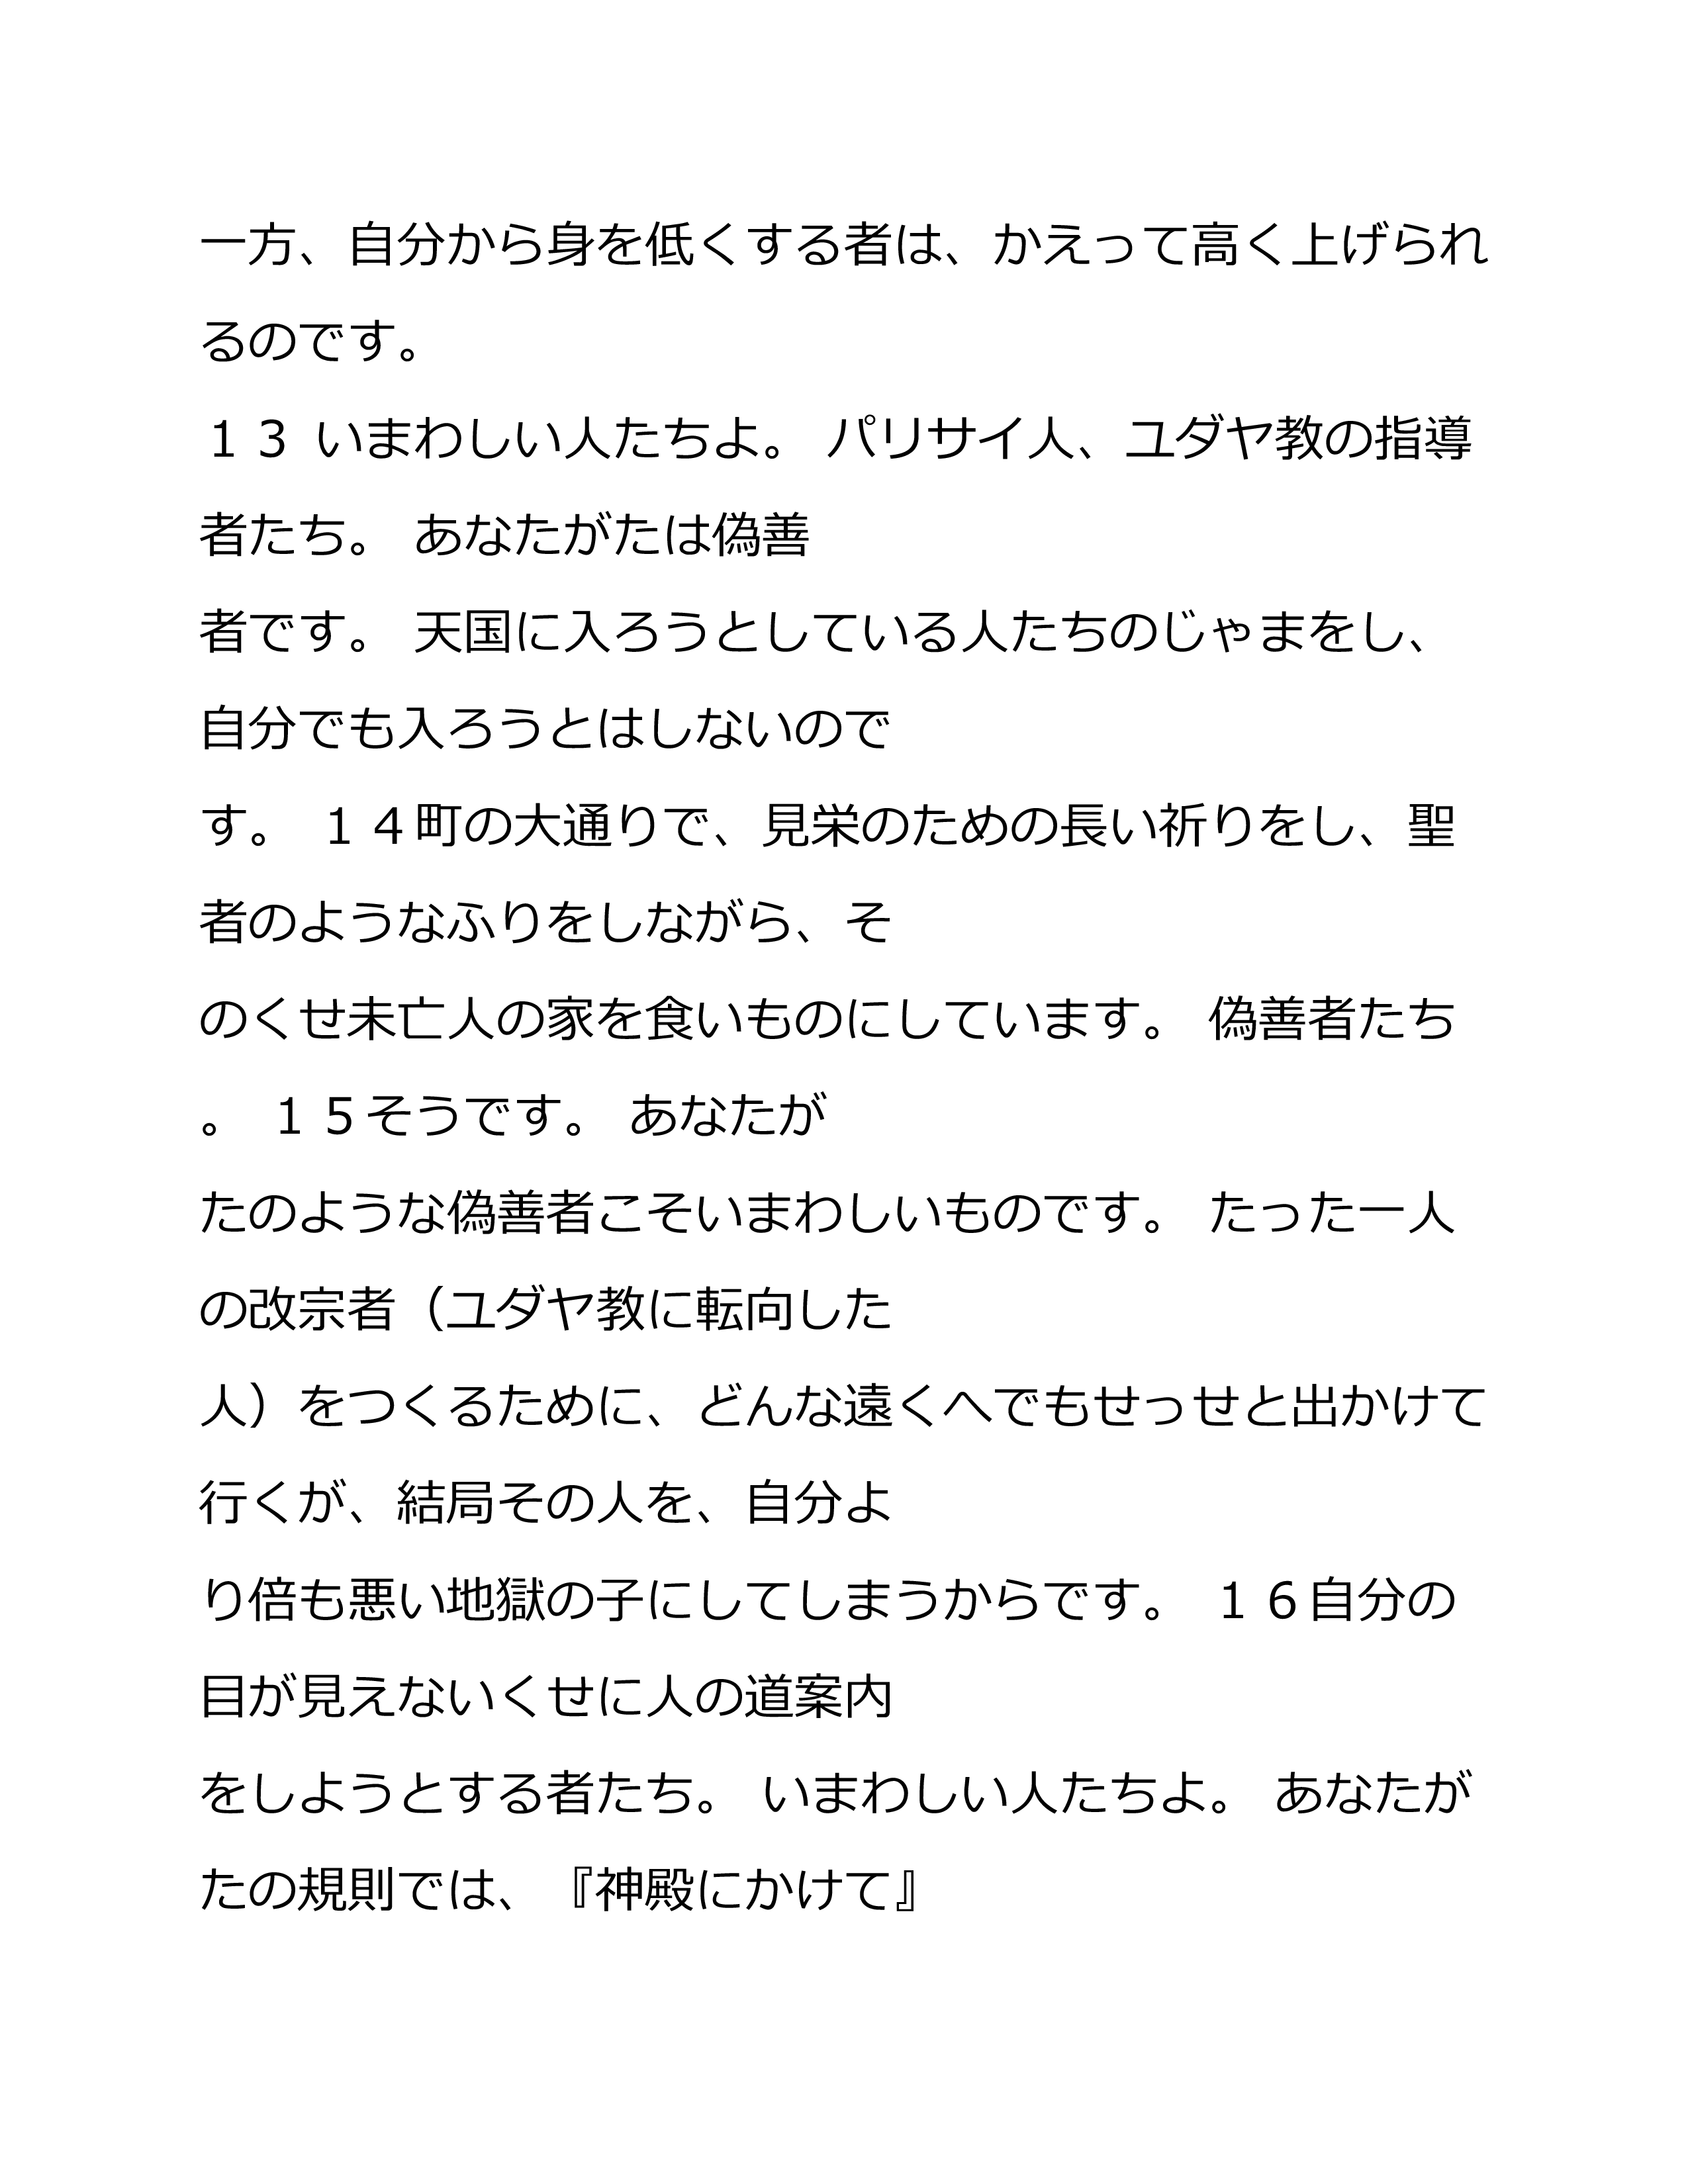 一方、自分から身を低くする者は、かえって高く上げられ
るのです。
１３ いまわしい人たちよ。 パリサイ人、ユダヤ教の指導
者たち。 あなたがたは偽善
者です。 天国に入ろうとしている人たちのじゃまをし、
自分でも入ろうとはしないので
す。 １４町の大通りで、見栄のための長い祈りをし、聖
者のようなふりをしながら、そ
のくせ未亡人の家を食いものにしています。 偽善者たち
。 １５そうです。 あなたが
たのような偽善者こそいまわしいものです。 たった一人
の改宗者（ユダヤ教に転向した
人）をつくるために、どんな遠くへでもせっせと出かけて
行くが、結局その人を、自分よ
り倍も悪い地獄の子にしてしまうからです。 １６自分の
目が見えないくせに人の道案内
をしようとする者たち。 いまわしい人たちよ。 あなたが
たの規則では、『神殿にかけて』